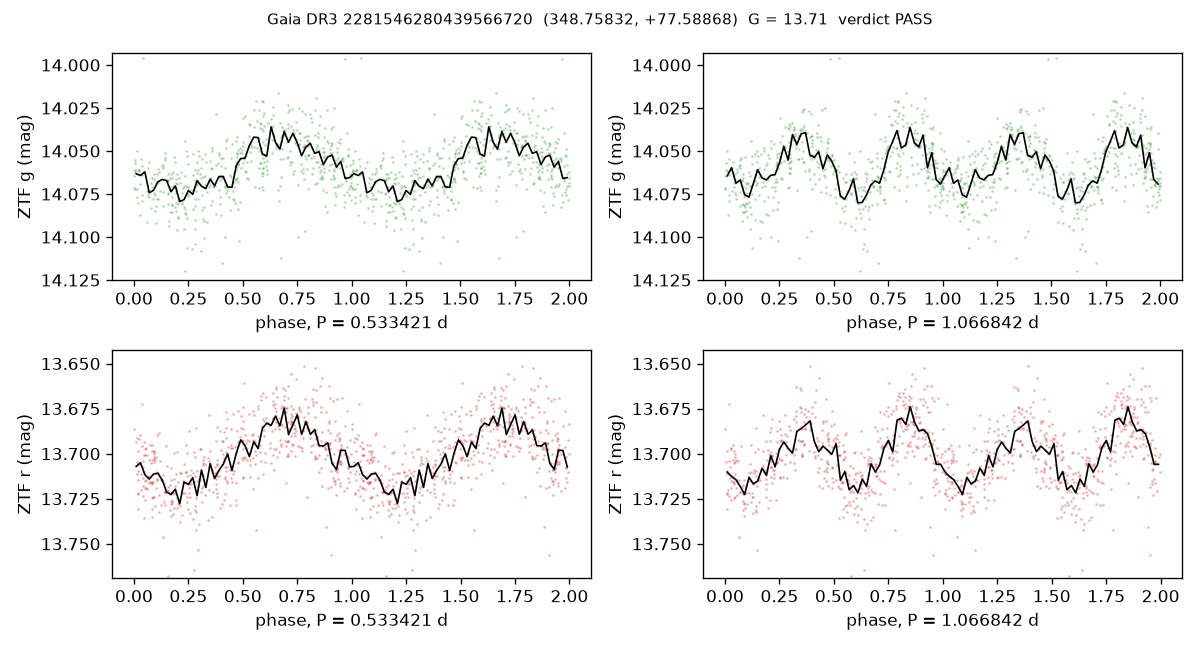 Gaia DR3 2281546280439566720 (348.75832, +77.58868) G = 13.71 verdict PASS
14.000
14.025
14.050
14.075
14.100
14.125
ZTF g (mag)
0.00 0.25 0.50 0.75 1.00 1.25 1.50 1.75 2.00
phase, P = 0.533421 d
14.000
14.025
14.050
14.075
14.100
14.125
ZTF g (mag)
0.00 0.25 0.50 0.75 1.00 1.25 1.50 1.75 2.00
phase, P = 1.066842 d
13.650
13.675
13.700
13.725
13.750
ZTF r (mag)
0.00 0.25 0.50 0.75 1.00 1.25 1.50 1.75 2.00
phase, P = 0.533421 d
13.650
13.675
13.700
13.725
13.750
ZTF r (mag)
0.00 0.25 0.50 0.75 1.00 1.25 1.50 1.75 2.00
phase, P = 1.066842 d